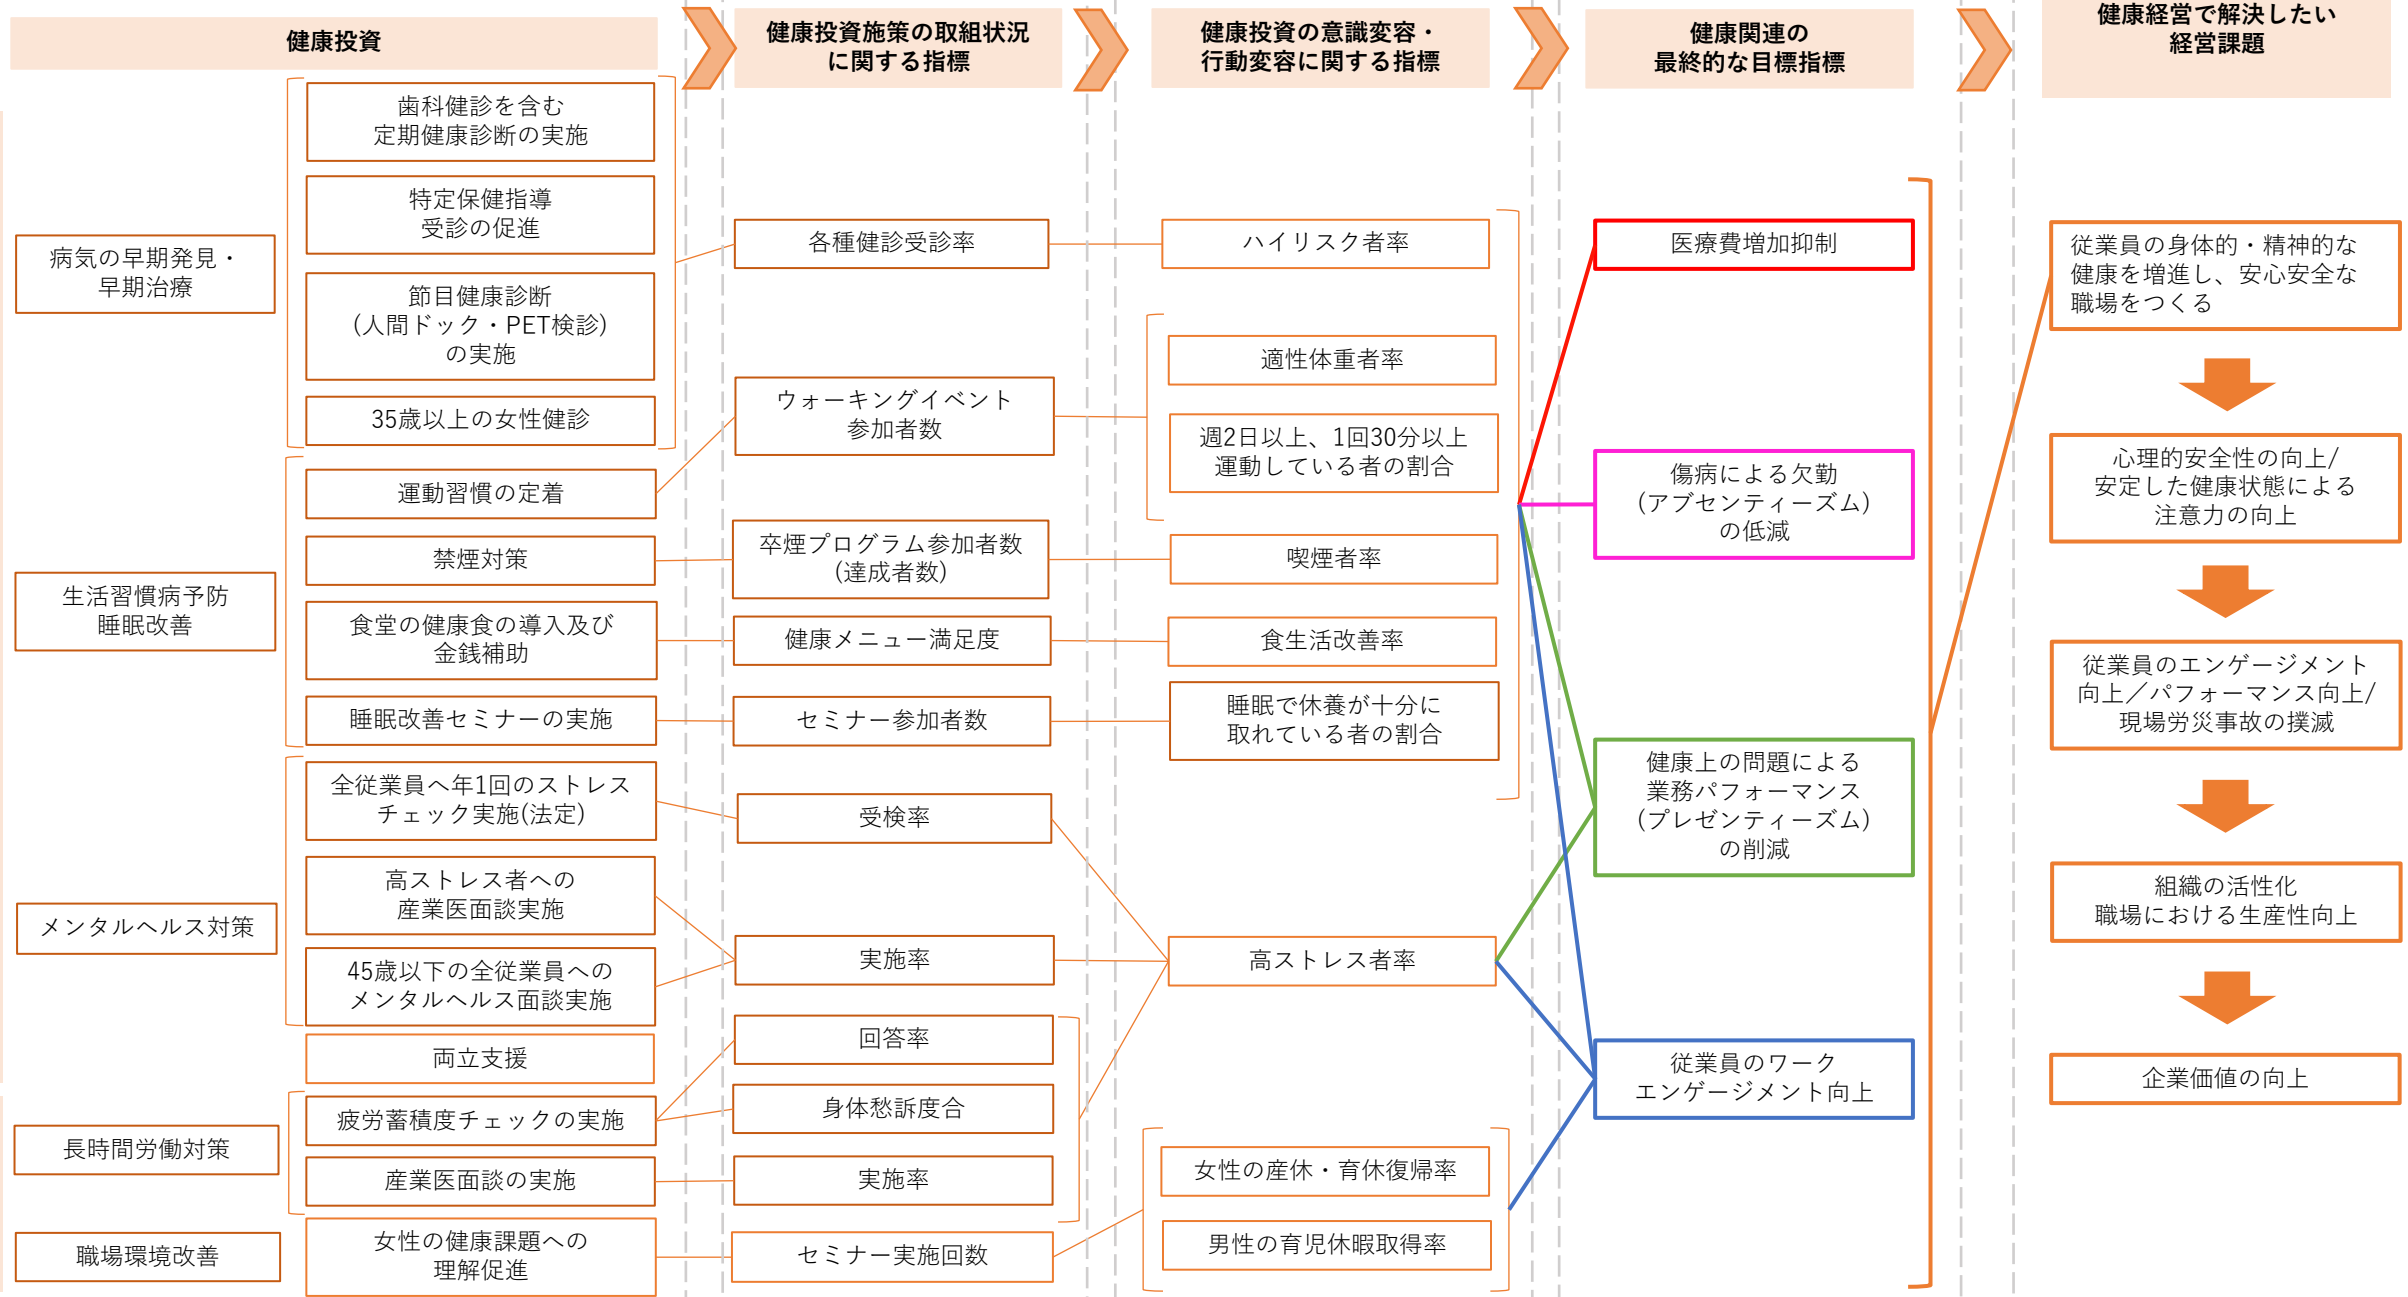 健康投資
健康投資施策の取組状況
に関する指標
健康投資の意識変容・
行動変容に関する指標
健康関連の
最終的な目標指標
健康経営で解決したい
経営課題
病気の早期発見・
早期治療
歯科健診を含む
定期健康診断の実施
特定保健指導
受診の促進
節目健康診断
(人間ドック・PET検診)
の実施
35歳以上の女性健診
生活習慣病予防
睡眠改善
運動習慣の定着
禁煙対策
食堂の健康食の導入及び
金銭補助
睡眠改善セミナーの実施
メンタルヘルス対策
全従業員へ年1回のストレス
チェック実施(法定)
高ストレス者への
産業医面談実施
45歳以下の全従業員への
メンタルヘルス面談実施
両立支援
長時間労働対策
疲労蓄積度チェックの実施
産業医面談の実施
職場環境改善
女性の健康課題への
理解促進
各種健診受診率
ウォーキングイベント
参加者数
卒煙プログラム参加者数
(達成者数)
健康メニュー満足度
セミナー参加者数
受検率
実施率
回答率
身体愁訴度合
実施率
セミナー実施回数
ハイリスク者率
適性体重者率
週2日以上、1回30分以上
運動している者の割合
喫煙者率
食生活改善率
睡眠で休養が十分に
取れている者の割合
高ストレス者率
女性の産休・育休復帰率
男性の育児休暇取得率
医療費増加抑制
傷病による欠勤
(アブセンティーズム)
の低減
健康上の問題による
業務パフォーマンス
(プレゼンティーズム)
の削減
従業員のワーク
エンゲージメント向上
従業員の身体的・精神的な
健康を増進し、安心安全な
職場をつくる
心理的安全性の向上/
安定した健康状態による
注意力の向上
従業員のエンゲージメント
向上／パフォーマンス向上/
現場労災事故の撲滅
組織の活性化
職場における生産性向上
企業価値の向上